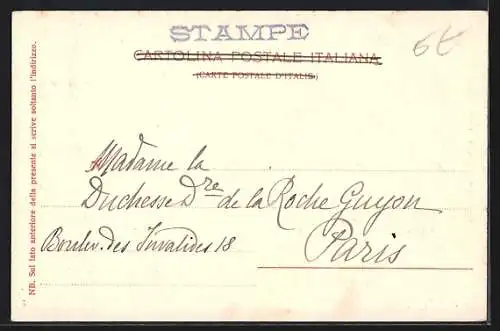 STAMPE
CARTOLINA POSTALE ITALIANA
(CARTE POSTALE D'ITALIE)
6t
NB. Sul lato anteriore della presente si scrive soltanto l'indirizzo.
Madame la
Duchesse Dre de la Roche Guyon
Boulev. des Invalides 18
Paris